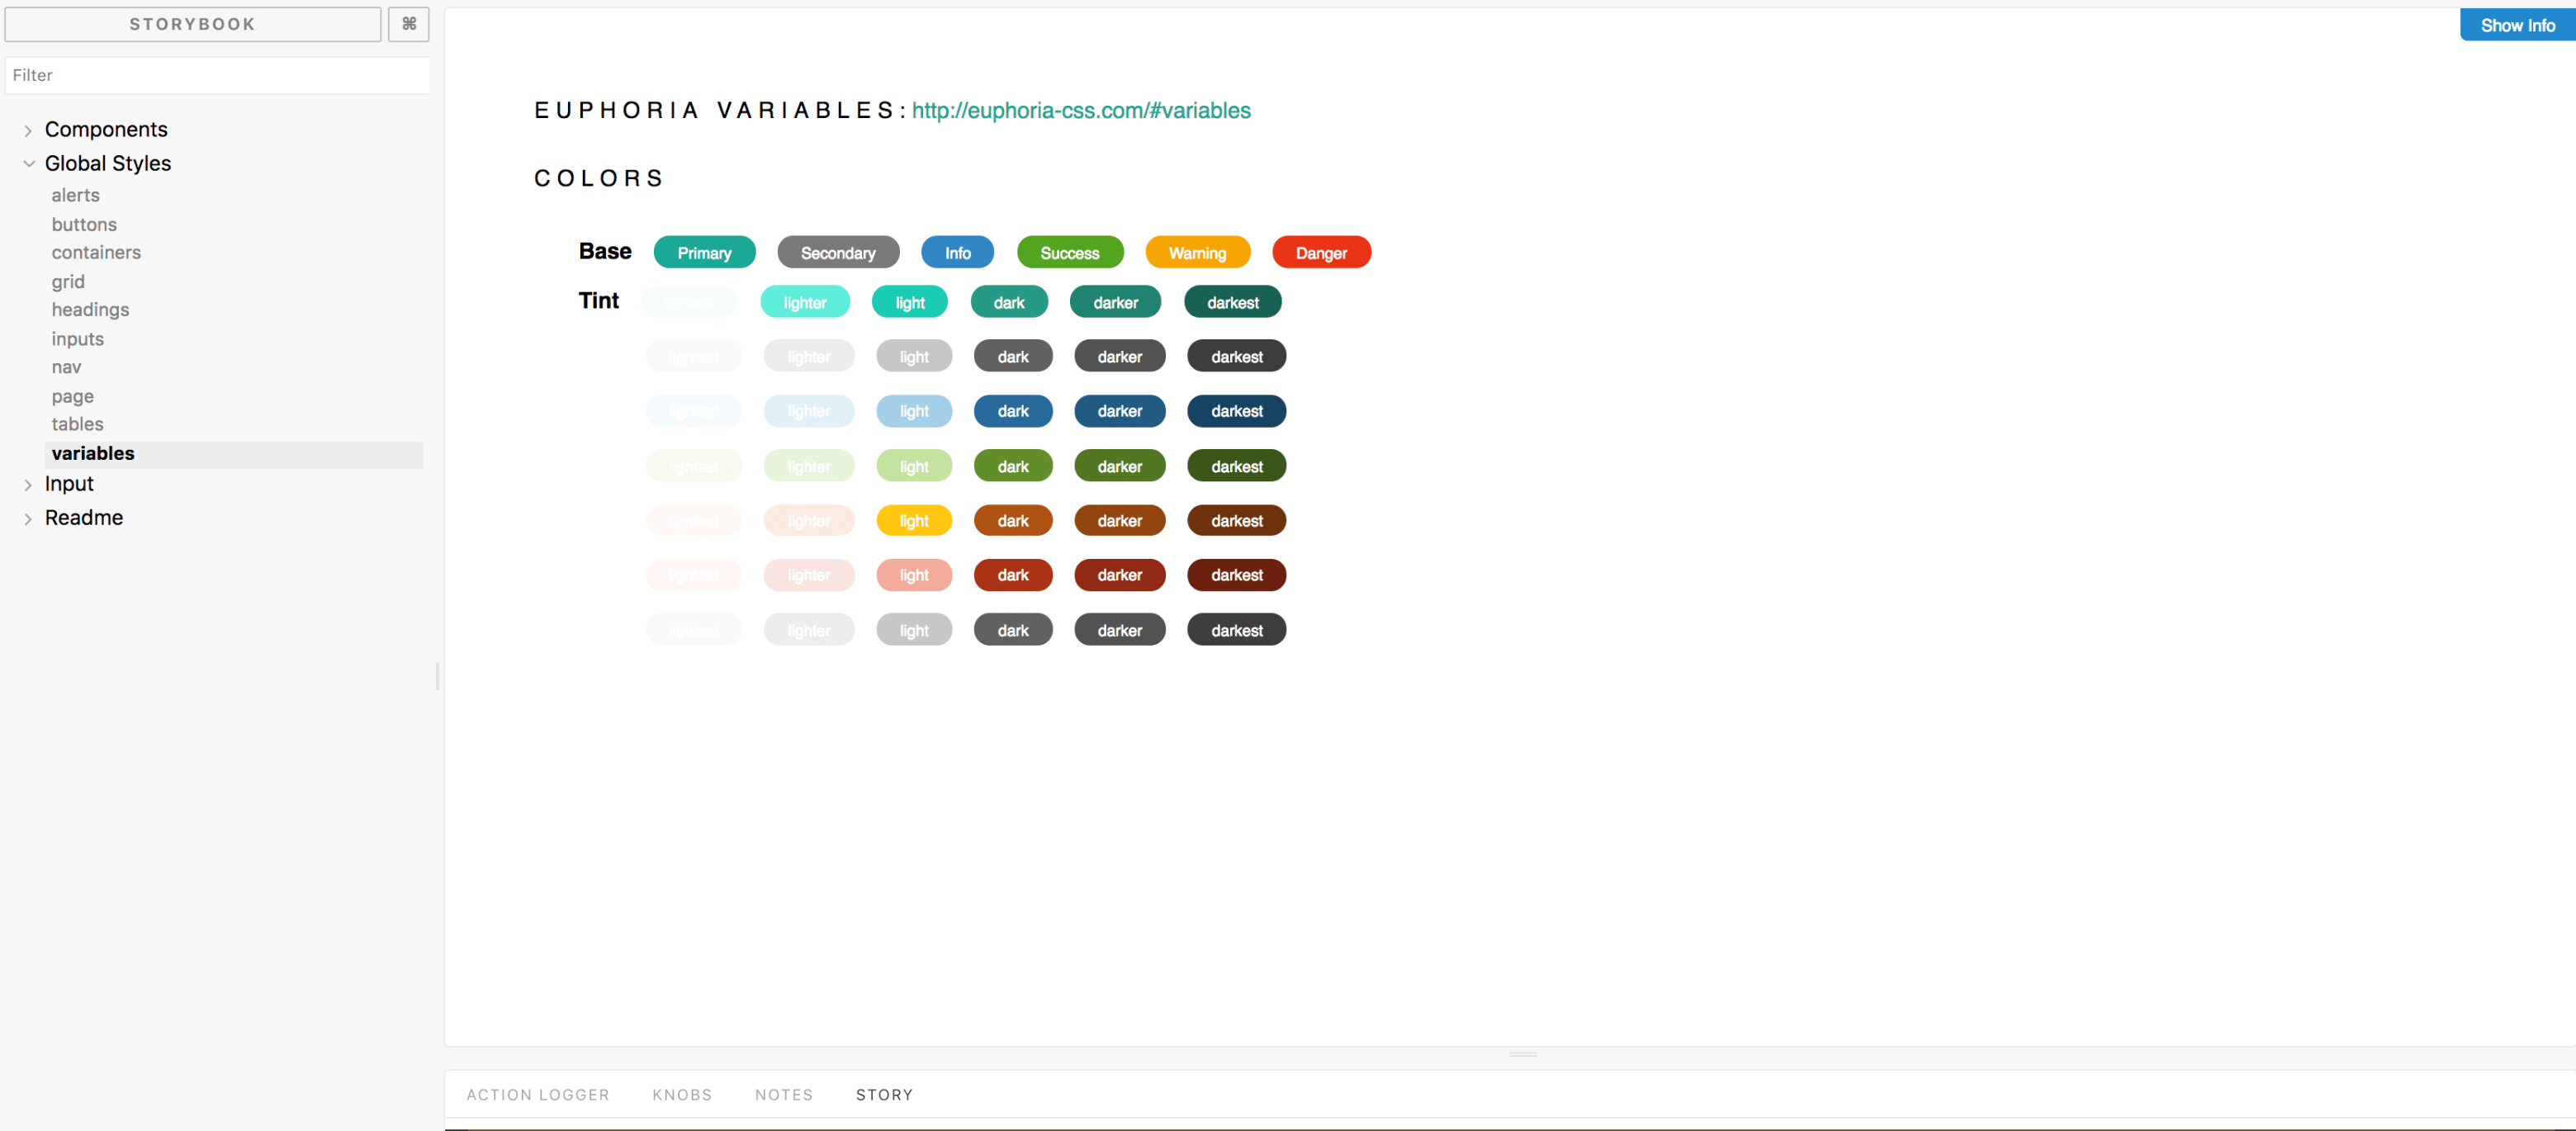 STORYBOOK ⌘
Filter
Components
Global Styles
alerts
buttons
containers
grid
headings
inputs
nav
page
tables
variables
Input
Readme
Show Info
EUPHORIA VARIABLES: http://euphoria-css.com/#variables
COLORS
Base Primary Secondary Info Success Warning Danger
Tint lightest lighter light dark darker darkest
lightest lighter light dark darker darkest
lightest lighter light dark darker darkest
lightest lighter light dark darker darkest
lightest lighter light dark darker darkest
lightest lighter light dark darker darkest
lightest lighter light dark darker darkest
ACTION LOGGER KNOBS NOTES STORY